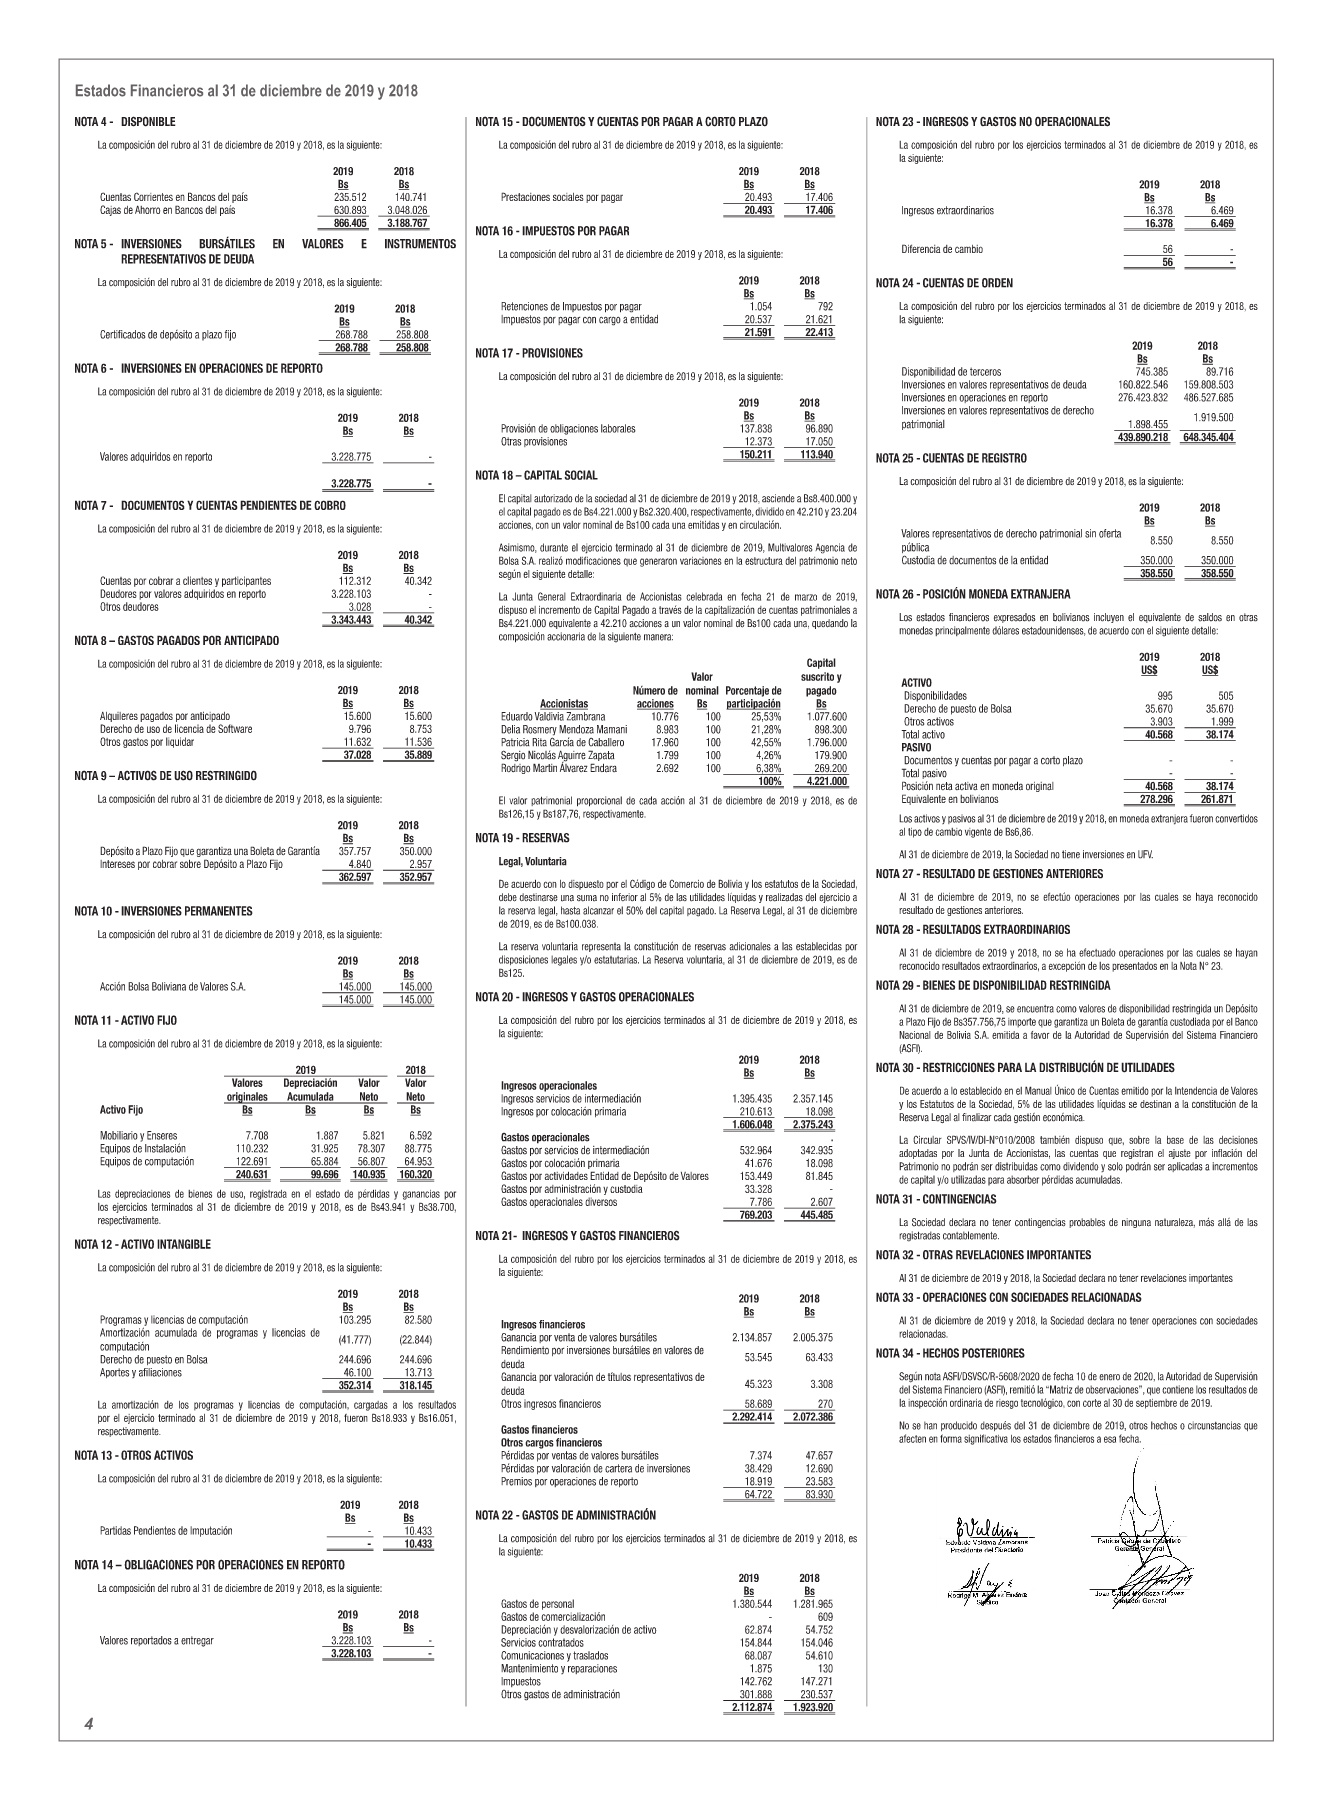 Estados Financieros al 31 de diciembre de 2019 y 2018
NOTA 4 - DISPONIBLE
La composición del rubro al 31 de diciembre de 2019 y 2018, es la siguiente:
2019 2018
Bs Bs
Cuentas Corrientes en Bancos del país 235.512 140.741
Cajas de Ahorro en Bancos del país 630.893 3.048.026
866.405 3.188.767
NOTA 5 - INVERSIONES BURSÁTILES EN VALORES E INSTRUMENTOS
REPRESENTATIVOS DE DEUDA
La composición del rubro al 31 de diciembre de 2019 y 2018, es la siguiente:
2019 2018
Bs Bs
Certificados de depósito a plazo fijo 268.788 258.808
268.788 258.808
NOTA 6 - INVERSIONES EN OPERACIONES DE REPORTO
La composición del rubro al 31 de diciembre de 2019 y 2018, es la siguiente:
2019 2018
Bs Bs
Valores adquiridos en reporto 3.228.775 -
3.228.775 -
NOTA 7 - DOCUMENTOS Y CUENTAS PENDIENTES DE COBRO
La composición del rubro al 31 de diciembre de 2019 y 2018, es la siguiente:
2019 2018
Bs Bs
Cuentas por cobrar a clientes y participantes 112.312 40.342
Deudores por valores adquiridos en reporto 3.228.103 -
Otros deudores 3.028 -
3.343.443 40.342
NOTA 8 – GASTOS PAGADOS POR ANTICIPADO
La composición del rubro al 31 de diciembre de 2019 y 2018, es la siguiente:
2019 2018
Bs Bs
Alquileres pagados por anticipado 15.600 15.600
Derecho de uso de licencia de Software 9.796 8.753
Otros gastos por liquidar 11.632 11.536
37.028 35.889
NOTA 9 – ACTIVOS DE USO RESTRINGIDO
La composición del rubro al 31 de diciembre de 2019 y 2018, es la siguiente:
2019 2018
Bs Bs
Depósito a Plazo Fijo que garantiza una Boleta de Garantía 357.757 350.000
Intereses por cobrar sobre Depósito a Plazo Fijo 4.840 2.957
362.597 352.957
NOTA 10 - INVERSIONES PERMANENTES
La composición del rubro al 31 de diciembre de 2019 y 2018, es la siguiente:
2019 2018
Bs Bs
Acción Bolsa Boliviana de Valores S.A. 145.000 145.000
145.000 145.000
NOTA 11 - ACTIVO FIJO
La composición del rubro al 31 de diciembre de 2019 y 2018, es la siguiente:
2019 2018
Valores Depreciación Valor Valor
originales Acumulada Neto Neto
Activo Fijo Bs Bs Bs Bs
Mobiliario y Enseres 7.708 1.887 5.821 6.592
Equipos de Instalación 110.232 31.925 78.307 88.775
Equipos de computación 122.691 65.884 56.807 64.953
240.631 99.696 140.935 160.320
Las depreciaciones de bienes de uso, registrada en el estado de pérdidas y ganancias por
los ejercicios terminados al 31 de diciembre de 2019 y 2018, es de Bs43.941 y Bs38.700,
respectivamente.
NOTA 12 - ACTIVO INTANGIBLE
La composición del rubro al 31 de diciembre de 2019 y 2018, es la siguiente:
2019 2018
Bs Bs
Programas y licencias de computación 103.295 82.580
Amortización acumulada de programas y licencias de
computación (41.777) (22.844)
Derecho de puesto en Bolsa 244.696 244.696
Aportes y afiliaciones 46.100 13.713
352.314 318.145
La amortización de los programas y licencias de computación, cargadas a los resultados
por el ejercicio terminado al 31 de diciembre de 2019 y 2018, fueron Bs18.933 y Bs16.051,
respectivamente.
NOTA 13 - OTROS ACTIVOS
La composición del rubro al 31 de diciembre de 2019 y 2018, es la siguiente:
2019 2018
Bs Bs
Partidas Pendientes de Imputación - 10.433
- 10.433
NOTA 14 – OBLIGACIONES POR OPERACIONES EN REPORTO
La composición del rubro al 31 de diciembre de 2019 y 2018, es la siguiente:
2019 2018
Bs Bs
Valores reportados a entregar 3.228.103 -
3.228.103 -
4
NOTA 15 - DOCUMENTOS Y CUENTAS POR PAGAR A CORTO PLAZO
La composición del rubro al 31 de diciembre de 2019 y 2018, es la siguiente:
2019 2018
Bs Bs
Prestaciones sociales por pagar 20.493 17.406
20.493 17.406
NOTA 16 - IMPUESTOS POR PAGAR
La composición del rubro al 31 de diciembre de 2019 y 2018, es la siguiente:
2019 2018
Bs Bs
Retenciones de Impuestos por pagar 1.054 792
Impuestos por pagar con cargo a entidad 20.537 21.621
21.591 22.413
NOTA 17 - PROVISIONES
La composición del rubro al 31 de diciembre de 2019 y 2018, es la siguiente:
2019 2018
Bs Bs
Provisión de obligaciones laborales 137.838 96.890
Otras provisiones 12.373 17.050
150.211 113.940
NOTA 18 – CAPITAL SOCIAL
El capital autorizado de la sociedad al 31 de diciembre de 2019 y 2018, asciende a Bs8.400.000 y
el capital pagado es de Bs4.221.000 y Bs2.320.400, respectivamente, dividido en 42.210 y 23.204
acciones, con un valor nominal de Bs100 cada una emitidas y en circulación.
Asimismo, durante el ejercicio terminado al 31 de diciembre de 2019, Multivalores Agencia de
Bolsa S.A. realizó modificaciones que generaron variaciones en la estructura del patrimonio neto
según el siguiente detalle:
La Junta General Extraordinaria de Accionistas celebrada en fecha 21 de marzo de 2019,
dispuso el incremento de Capital Pagado a través de la capitalización de cuentas patrimoniales a
Bs4.221.000 equivalente a 42.210 acciones a un valor nominal de Bs100 cada una, quedando la
composición accionaria de la siguiente manera:
Capital
Valor suscrito y
Número de nominal Porcentaje de pagado
Accionistas acciones Bs participación Bs
Eduardo Valdivia Zambrana 10.776 100 25,53% 1.077.600
Delia Rosmery Mendoza Mamani 8.983 100 21,28% 898.300
Patricia Rita García de Caballero 17.960 100 42,55% 1.796.000
Sergio Nicolás Aguirre Zapata 1.799 100 4,26% 179.900
Rodrigo Martin Álvarez Endara 2.692 100 6,38% 269.200
100% 4.221.000
El valor patrimonial proporcional de cada acción al 31 de diciembre de 2019 y 2018, es de
Bs126,15 y Bs187,76, respectivamente.
NOTA 19 - RESERVAS
Legal, Voluntaria
De acuerdo con lo dispuesto por el Código de Comercio de Bolivia y los estatutos de la Sociedad,
debe destinarse una suma no inferior al 5% de las utilidades líquidas y realizadas del ejercicio a
la reserva legal, hasta alcanzar el 50% del capital pagado. La Reserva Legal, al 31 de diciembre
de 2019, es de Bs100.038.
La reserva voluntaria representa la constitución de reservas adicionales a las establecidas por
disposiciones legales y/o estatutarias. La Reserva voluntaria, al 31 de diciembre de 2019, es de
Bs125.
NOTA 20 - INGRESOS Y GASTOS OPERACIONALES
La composición del rubro por los ejercicios terminados al 31 de diciembre de 2019 y 2018, es
la siguiente:
2019 2018
Bs Bs
Ingresos operacionales
Ingresos servicios de intermediación 1.395.435 2.357.145
Ingresos por colocación primaria 210.613 18.098
1.606.048 2.375.243
Gastos operacionales -
Gastos por servicios de intermediación 532.964 342.935
Gastos por colocación primaria 41.676 18.098
Gastos por actividades Entidad de Depósito de Valores 153.449 81.845
Gastos por administración y custodia 33.328 -
Gastos operacionales diversos 7.786 2.607
769.203 445.485
NOTA 21- INGRESOS Y GASTOS FINANCIEROS
La composición del rubro por los ejercicios terminados al 31 de diciembre de 2019 y 2018, es
la siguiente:
2019 2018
Bs Bs
Ingresos financieros
Ganancia por venta de valores bursátiles 2.134.857 2.005.375
Rendimiento por inversiones bursátiles en valores de
deuda 53.545 63.433
Ganancia por valoración de títulos representativos de
deuda 45.323 3.308
Otros ingresos financieros 58.689 270
2.292.414 2.072.386
Gastos financieros
Otros cargos financieros
Pérdidas por ventas de valores bursátiles 7.374 47.657
Pérdidas por valoración de cartera de inversiones 38.429 12.690
Premios por operaciones de reporto 18.919 23.583
64.722 83.930
NOTA 22 - GASTOS DE ADMINISTRACIÓN
La composición del rubro por los ejercicios terminados al 31 de diciembre de 2019 y 2018, es
la siguiente:
2019 2018
Bs Bs
Gastos de personal 1.380.544 1.281.965
Gastos de comercialización - 609
Depreciación y desvalorización de activo 62.874 54.752
Servicios contratados 154.844 154.046
Comunicaciones y traslados 68.087 54.610
Mantenimiento y reparaciones 1.875 130
Impuestos 142.762 147.271
Otros gastos de administración 301.888 230.537
2.112.874 1.923.920
NOTA 23 - INGRESOS Y GASTOS NO OPERACIONALES
La composición del rubro por los ejercicios terminados al 31 de diciembre de 2019 y 2018, es
la siguiente:
2019 2018
Bs Bs
Ingresos extraordinarios 16.378 6.469
16.378 6.469
Diferencia de cambio 56 -
56 -
NOTA 24 - CUENTAS DE ORDEN
La composición del rubro por los ejercicios terminados al 31 de diciembre de 2019 y 2018, es
la siguiente:
2019 2018
Bs Bs
Disponibilidad de terceros 745.385 89.716
Inversiones en valores representativos de deuda 160.822.546 159.808.503
Inversiones en operaciones en reporto 276.423.832 486.527.685
Inversiones en valores representativos de derecho
patrimonial 1.898.455 1.919.500
439.890.218 648.345.404
NOTA 25 - CUENTAS DE REGISTRO
La composición del rubro al 31 de diciembre de 2019 y 2018, es la siguiente:
2019 2018
Bs Bs
Valores representativos de derecho patrimonial sin oferta
pública 8.550 8.550
Custodia de documentos de la entidad 350.000 350.000
358.550 358.550
NOTA 26 - POSICIÓN MONEDA EXTRANJERA
Los estados financieros expresados en bolivianos incluyen el equivalente de saldos en otras
monedas principalmente dólares estadounidenses, de acuerdo con el siguiente detalle:
2019 2018
US$ US$
ACTIVO
Disponibilidades 995 505
Derecho de puesto de Bolsa 35.670 35.670
Otros activos 3.903 1.999
Total activo 40.568 38.174
PASIVO
Documentos y cuentas por pagar a corto plazo - -
Total pasivo - -
Posición neta activa en moneda original 40.568 38.174
Equivalente en bolivianos 278.296 261.871
Los activos y pasivos al 31 de diciembre de 2019 y 2018, en moneda extranjera fueron convertidos
al tipo de cambio vigente de Bs6,86.
Al 31 de diciembre de 2019, la Sociedad no tiene inversiones en UFV.
NOTA 27 - RESULTADO DE GESTIONES ANTERIORES
Al 31 de diciembre de 2019, no se efectúo operaciones por las cuales se haya reconocido
resultado de gestiones anteriores.
NOTA 28 - RESULTADOS EXTRAORDINARIOS
Al 31 de diciembre de 2019 y 2018, no se ha efectuado operaciones por las cuales se hayan
reconocido resultados extraordinarios, a excepción de los presentados en la Nota N° 23.
NOTA 29 - BIENES DE DISPONIBILIDAD RESTRINGIDA
Al 31 de diciembre de 2019, se encuentra como valores de disponibilidad restringida un Depósito
a Plazo Fijo de Bs357.756,75 importe que garantiza un Boleta de garantía custodiada por el Banco
Nacional de Bolivia S.A. emitida a favor de la Autoridad de Supervisión del Sistema Financiero
(ASFI).
NOTA 30 - RESTRICCIONES PARA LA DISTRIBUCIÓN DE UTILIDADES
De acuerdo a lo establecido en el Manual Único de Cuentas emitido por la Intendencia de Valores
y los Estatutos de la Sociedad, 5% de las utilidades líquidas se destinan a la constitución de la
Reserva Legal al finalizar cada gestión económica.
La Circular SPVS/IV/DI-N°010/2008 también dispuso que, sobre la base de las decisiones
adoptadas por la Junta de Accionistas, las cuentas que registran el ajuste por inflación del
Patrimonio no podrán ser distribuidas como dividendo y solo podrán ser aplicadas a incrementos
de capital y/o utilizadas para absorber pérdidas acumuladas.
NOTA 31 - CONTINGENCIAS
La Sociedad declara no tener contingencias probables de ninguna naturaleza, más allá de las
registradas contablemente.
NOTA 32 - OTRAS REVELACIONES IMPORTANTES
Al 31 de diciembre de 2019 y 2018, la Sociedad declara no tener revelaciones importantes
NOTA 33 - OPERACIONES CON SOCIEDADES RELACIONADAS
Al 31 de diciembre de 2019 y 2018, la Sociedad declara no tener operaciones con sociedades
relacionadas.
NOTA 34 - HECHOS POSTERIORES
Según nota ASFI/DSVSC/R-5608/2020 de fecha 10 de enero de 2020, la Autoridad de Supervisión
del Sistema Financiero (ASFI), remitió la “Matriz de observaciones”, que contiene los resultados de
la inspección ordinaria de riesgo tecnológico, con corte al 30 de septiembre de 2019.
No se han producido después del 31 de diciembre de 2019, otros hechos o circunstancias que
afecten en forma significativa los estados financieros a esa fecha.
EValdivia
Eduardo Valdivia Zambrana
Presidente del Directorio
Patricia García de Caballero
Gerente General
Rodrigo M. Alvarez Endara
Síndico
Contador General